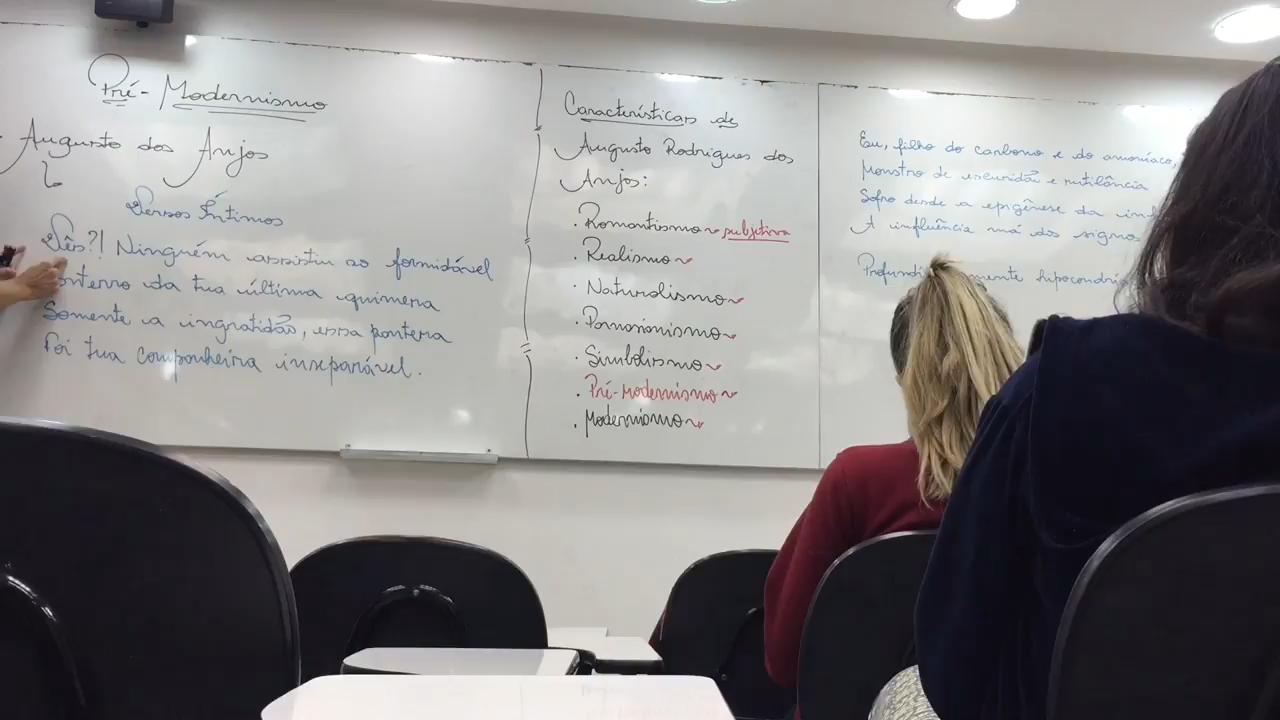 Pré-Modernismo
Augusto dos Anjos
Versos Íntimos
Vês?! Ninguém assistiu ao formidável
enterro da tua última quimera
Somente a ingratidão, essa pantera
Foi tua companheira inseparável.
Características de
Augusto Rodrigues dos
Anjos:
. Romantismo subjetivo
. Realismo
. Naturalismo
. Parnasianismo
. Simbolismo
. Pré-modernismo
. Modernismo
Eu, filho do carbono e do amoníaco,
Monstro de escuridão e rutilância
Sofro desde a epigênese da
A influência má dos signos